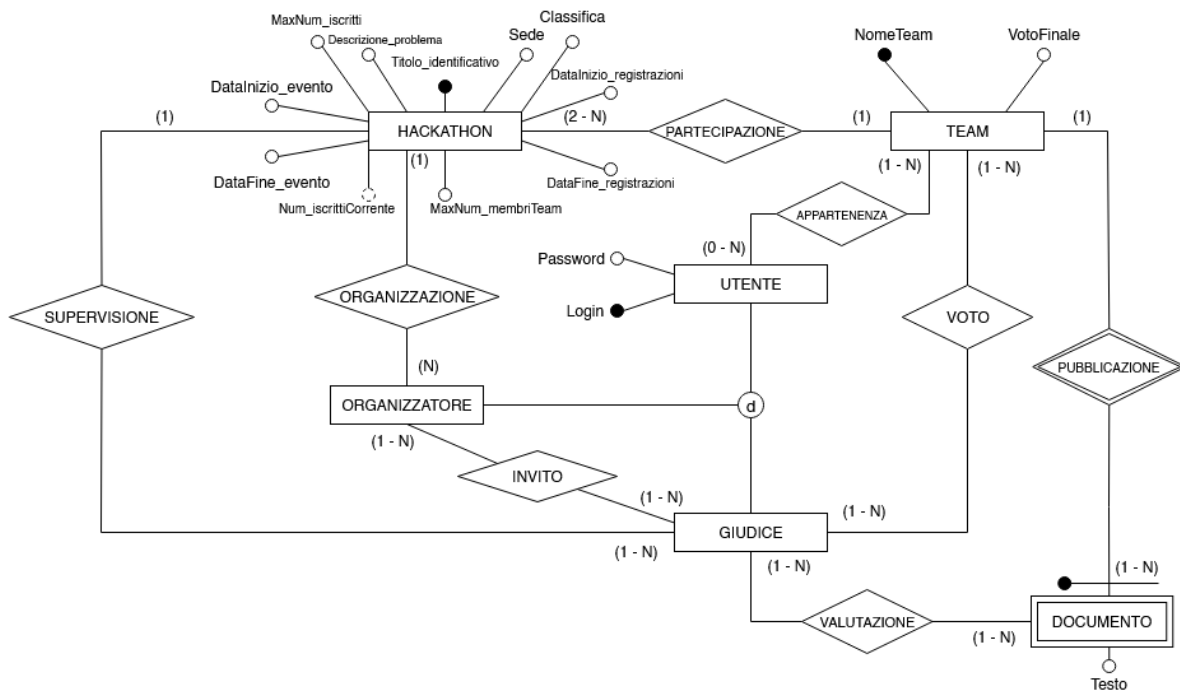 MaxNum_iscritti
Classifica
Descrizione_problema
Sede
NomeTeam
VotoFinale
Titolo_identificativo
DataInizio_evento
DataInizio_registrazioni
(1)
HACKATHON
(2 - N)
PARTECIPAZIONE
(1)
TEAM
(1)
(1)
(1 - N)
(1 - N)
DataFine_evento
DataFine_registrazioni
Num_iscrittiCorrente
MaxNum_membriTeam
APPARTENENZA
(0 - N)
Password
UTENTE
Login
SUPERVISIONE
ORGANIZZAZIONE
VOTO
PUBBLICAZIONE
(N)
ORGANIZZATORE
d
(1 - N)
INVITO
(1 - N)
(1 - N)
GIUDICE
(1 - N)
(1 - N)
(1 - N)
VALUTAZIONE
DOCUMENTO
(1 - N)
Testo